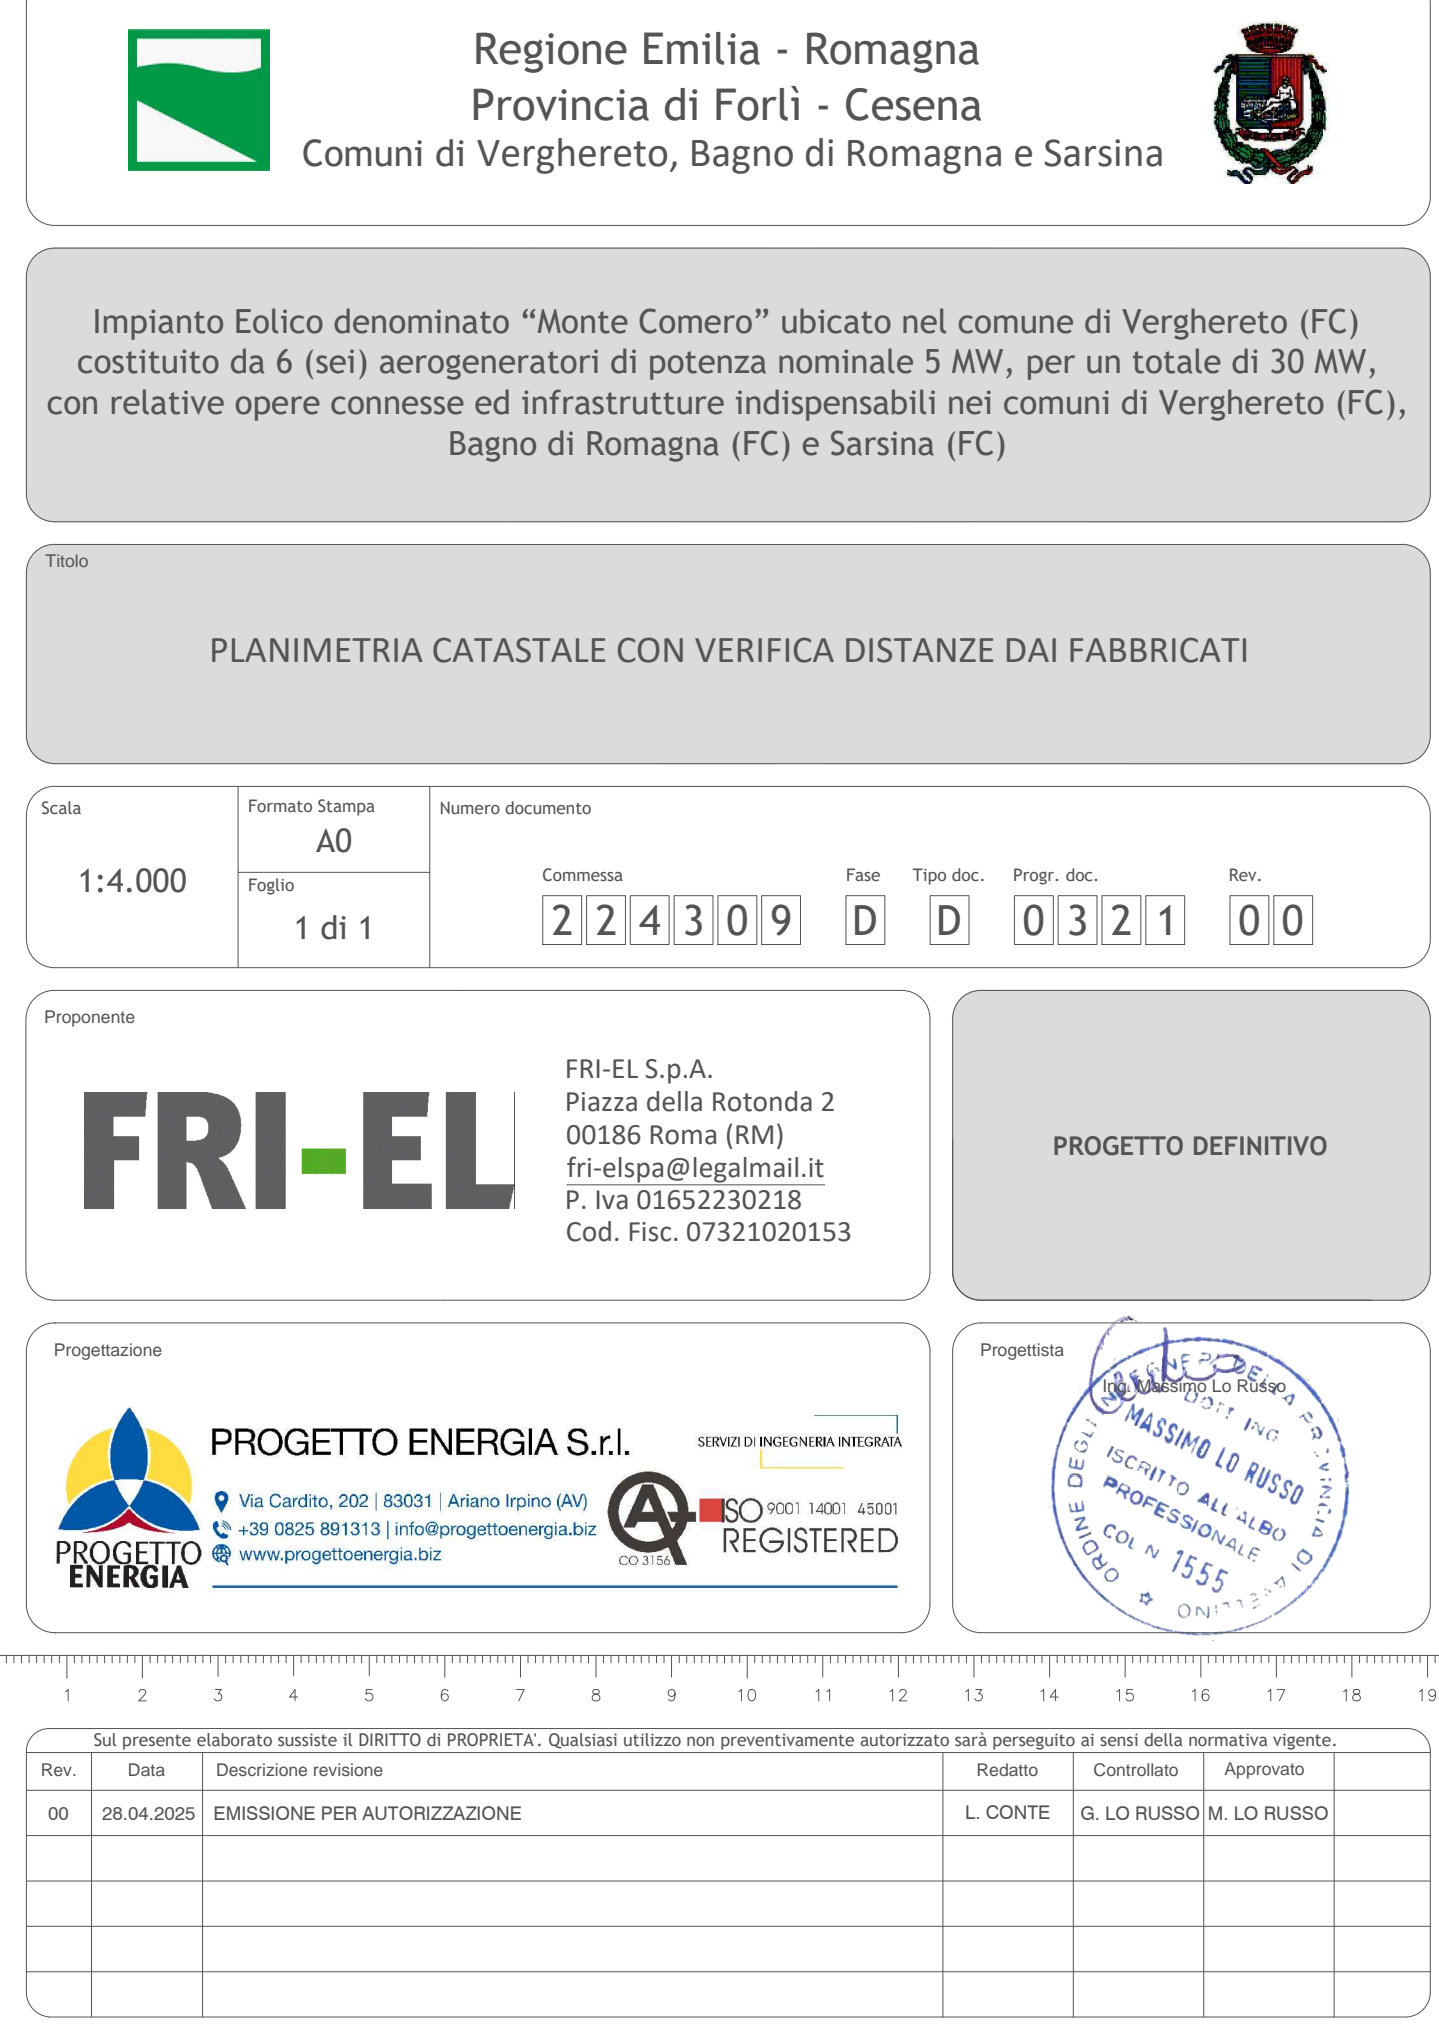 Regione Emilia - Romagna
Provincia di Forlì - Cesena
Comuni di Verghereto, Bagno di Romagna e Sarsina
Impianto Eolico denominato “Monte Comero” ubicato nel comune di Verghereto (FC)
costituito da 6 (sei) aerogeneratori di potenza nominale 5 MW, per un totale di 30 MW,
con relative opere connesse ed infrastrutture indispensabili nei comuni di Verghereto (FC),
Bagno di Romagna (FC) e Sarsina (FC)
Titolo
PLANIMETRIA CATASTALE CON VERIFICA DISTANZE DAI FABBRICATI
Scala
1:4.000
Formato Stampa
A0
Foglio
1 di 1
Numero documento
Commessa Fase Tipo doc. Progr. doc. Rev.
2 2 4 3 0 9 D D 0 3 2 1 0 0
Proponente
FRI-EL
FRI-EL S.p.A.
Piazza della Rotonda 2
00186 Roma (RM)
fri-elspa@legalmail.it
P. Iva 01652230218
Cod. Fisc. 07321020153
PROGETTO DEFINITIVO
Progettazione
PROGETTO
ENERGIA
PROGETTO ENERGIA S.r.l.
SERVIZI DI INGEGNERIA INTEGRATA
Via Cardito, 202 | 83031 | Ariano Irpino (AV)
+39 0825 891313 | info@progettoenergia.biz
www.progettoenergia.biz
CO 3156
ISO 9001 14001 45001
REGISTERED
Progettista
Ing. Massimo Lo Russo
ORDINE DEGLI INGEGNERI DELLA PROVINCIA DI AVELLINO
DOTT ING
MASSIMO LO RUSSO
ISCRITTO ALL'ALBO
PROFESSIONALE
COL N 1555
1 2 3 4 5 6 7 8 9 10 11 12 13 14 15 16 17 18 19
Sul presente elaborato sussiste il DIRITTO di PROPRIETA'. Qualsiasi utilizzo non preventivamente autorizzato sarà perseguito ai sensi della normativa vigente.
Rev. Data Descrizione revisione Redatto Controllato Approvato
00 28.04.2025 EMISSIONE PER AUTORIZZAZIONE L. CONTE G. LO RUSSO M. LO RUSSO